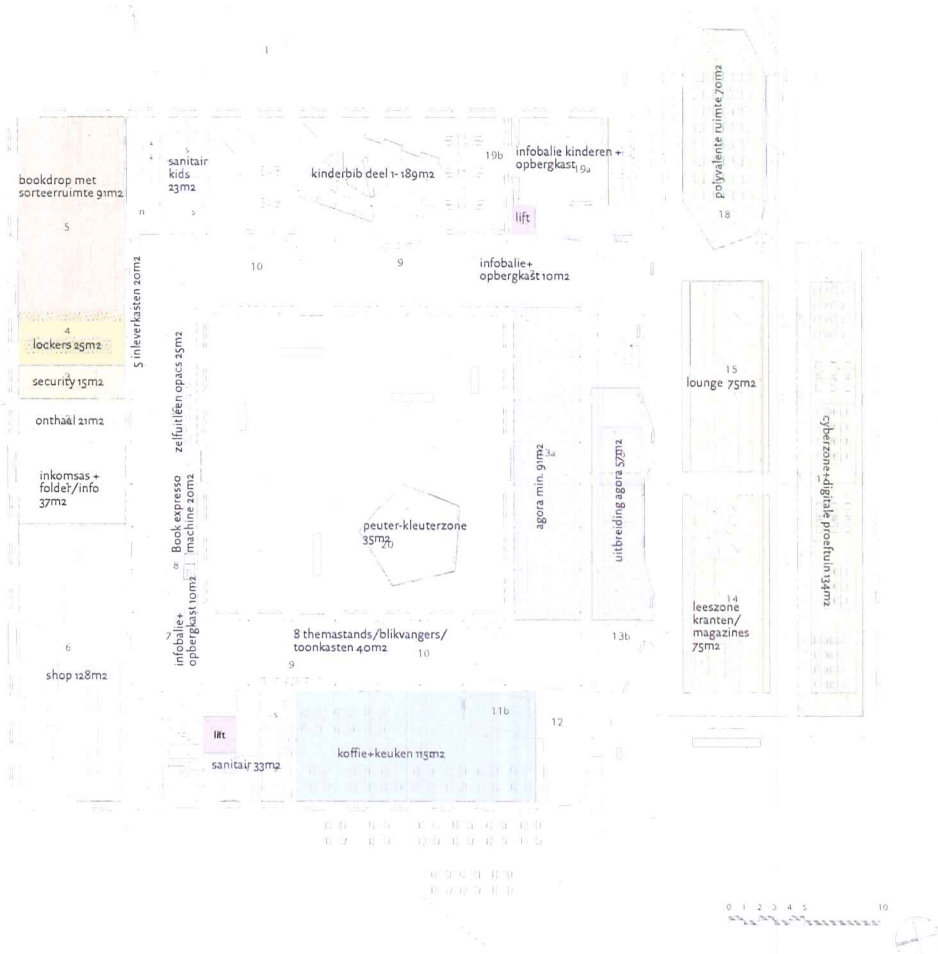 1
polyvalente ruimte 70m2
18
bookdrop met
sorteerruimte 91m2
5
sanitair
kids
23m2
kinderbib deel 1- 189m2
19b
infobalie kinderen +
opbergkast
19a
lift
10
9
infobalie+
opbergkast 10m2
5 inleverkasten 20m2
4
lockers 25m2
security 15m2
onthaal 21m2
inkomsas +
folder/info
37m2
zelfuitleen opacs 25m2
Book expresso
machine 20m2
8
infobalie+
opbergkast 10m2
7
6
shop 128m2
peuter-kleuterzone
35m2
20
agora min. 91m2
3a
uitbreiding agora 57m2
15
lounge 75m2
14
leeszone
kranten/
magazines
75m2
cyberzone+digitale proeftuin 134m2
8 themastands/blikvangers/
toonkasten 40m2
10
9
13b
lift
sanitair 33m2
11b
koffie+keuken 115m2
12
0 1 2 3 4 5 10